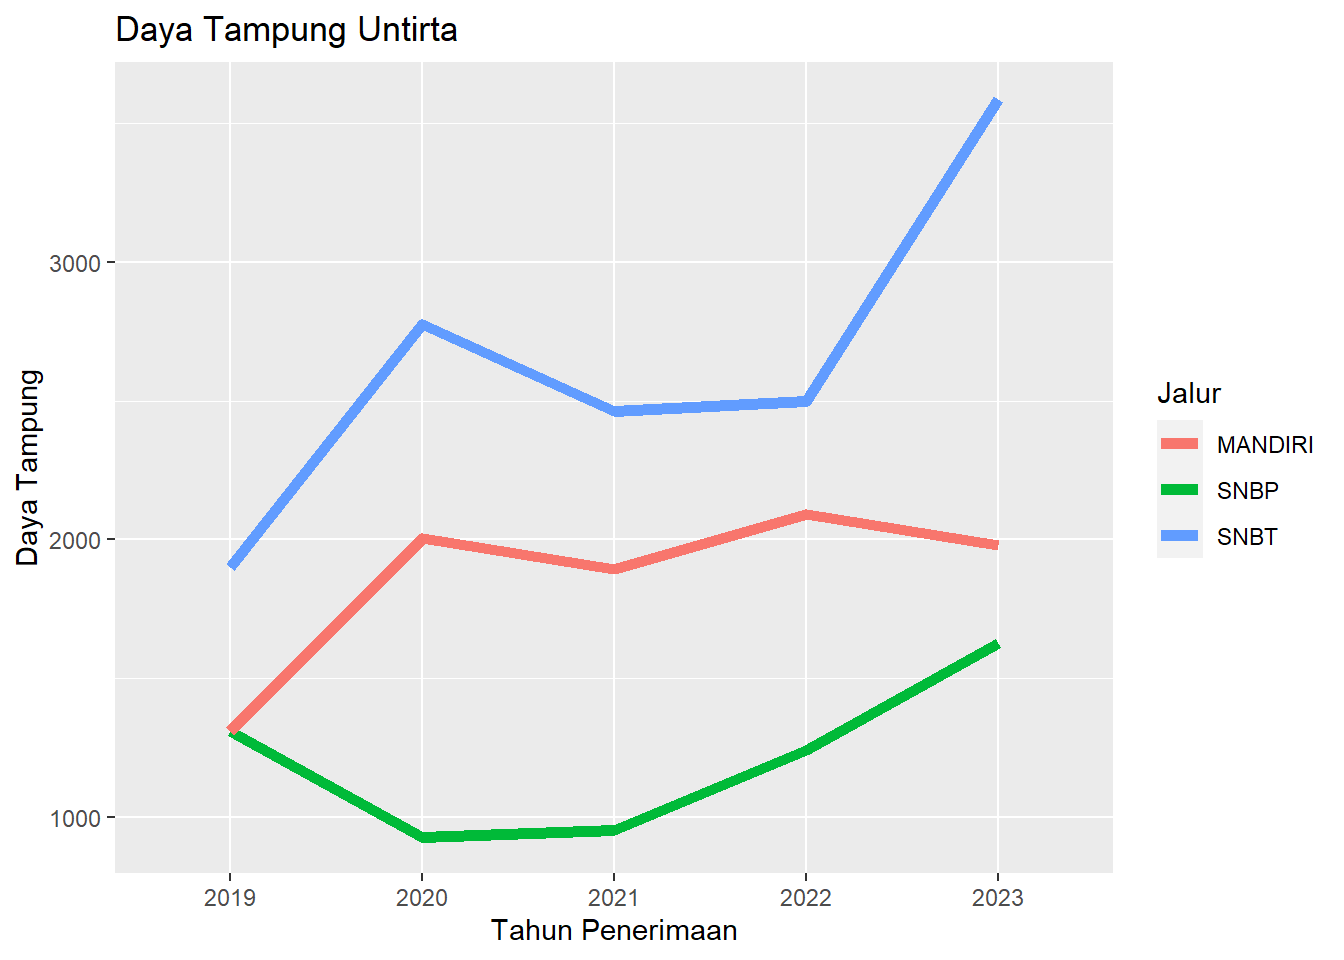 Daya Tampung Untirta
Daya Tampung
3000
2000
1000
2019 2020 2021 2022 2023
Tahun Penerimaan
Jalur
MANDIRI
SNBP
SNBT